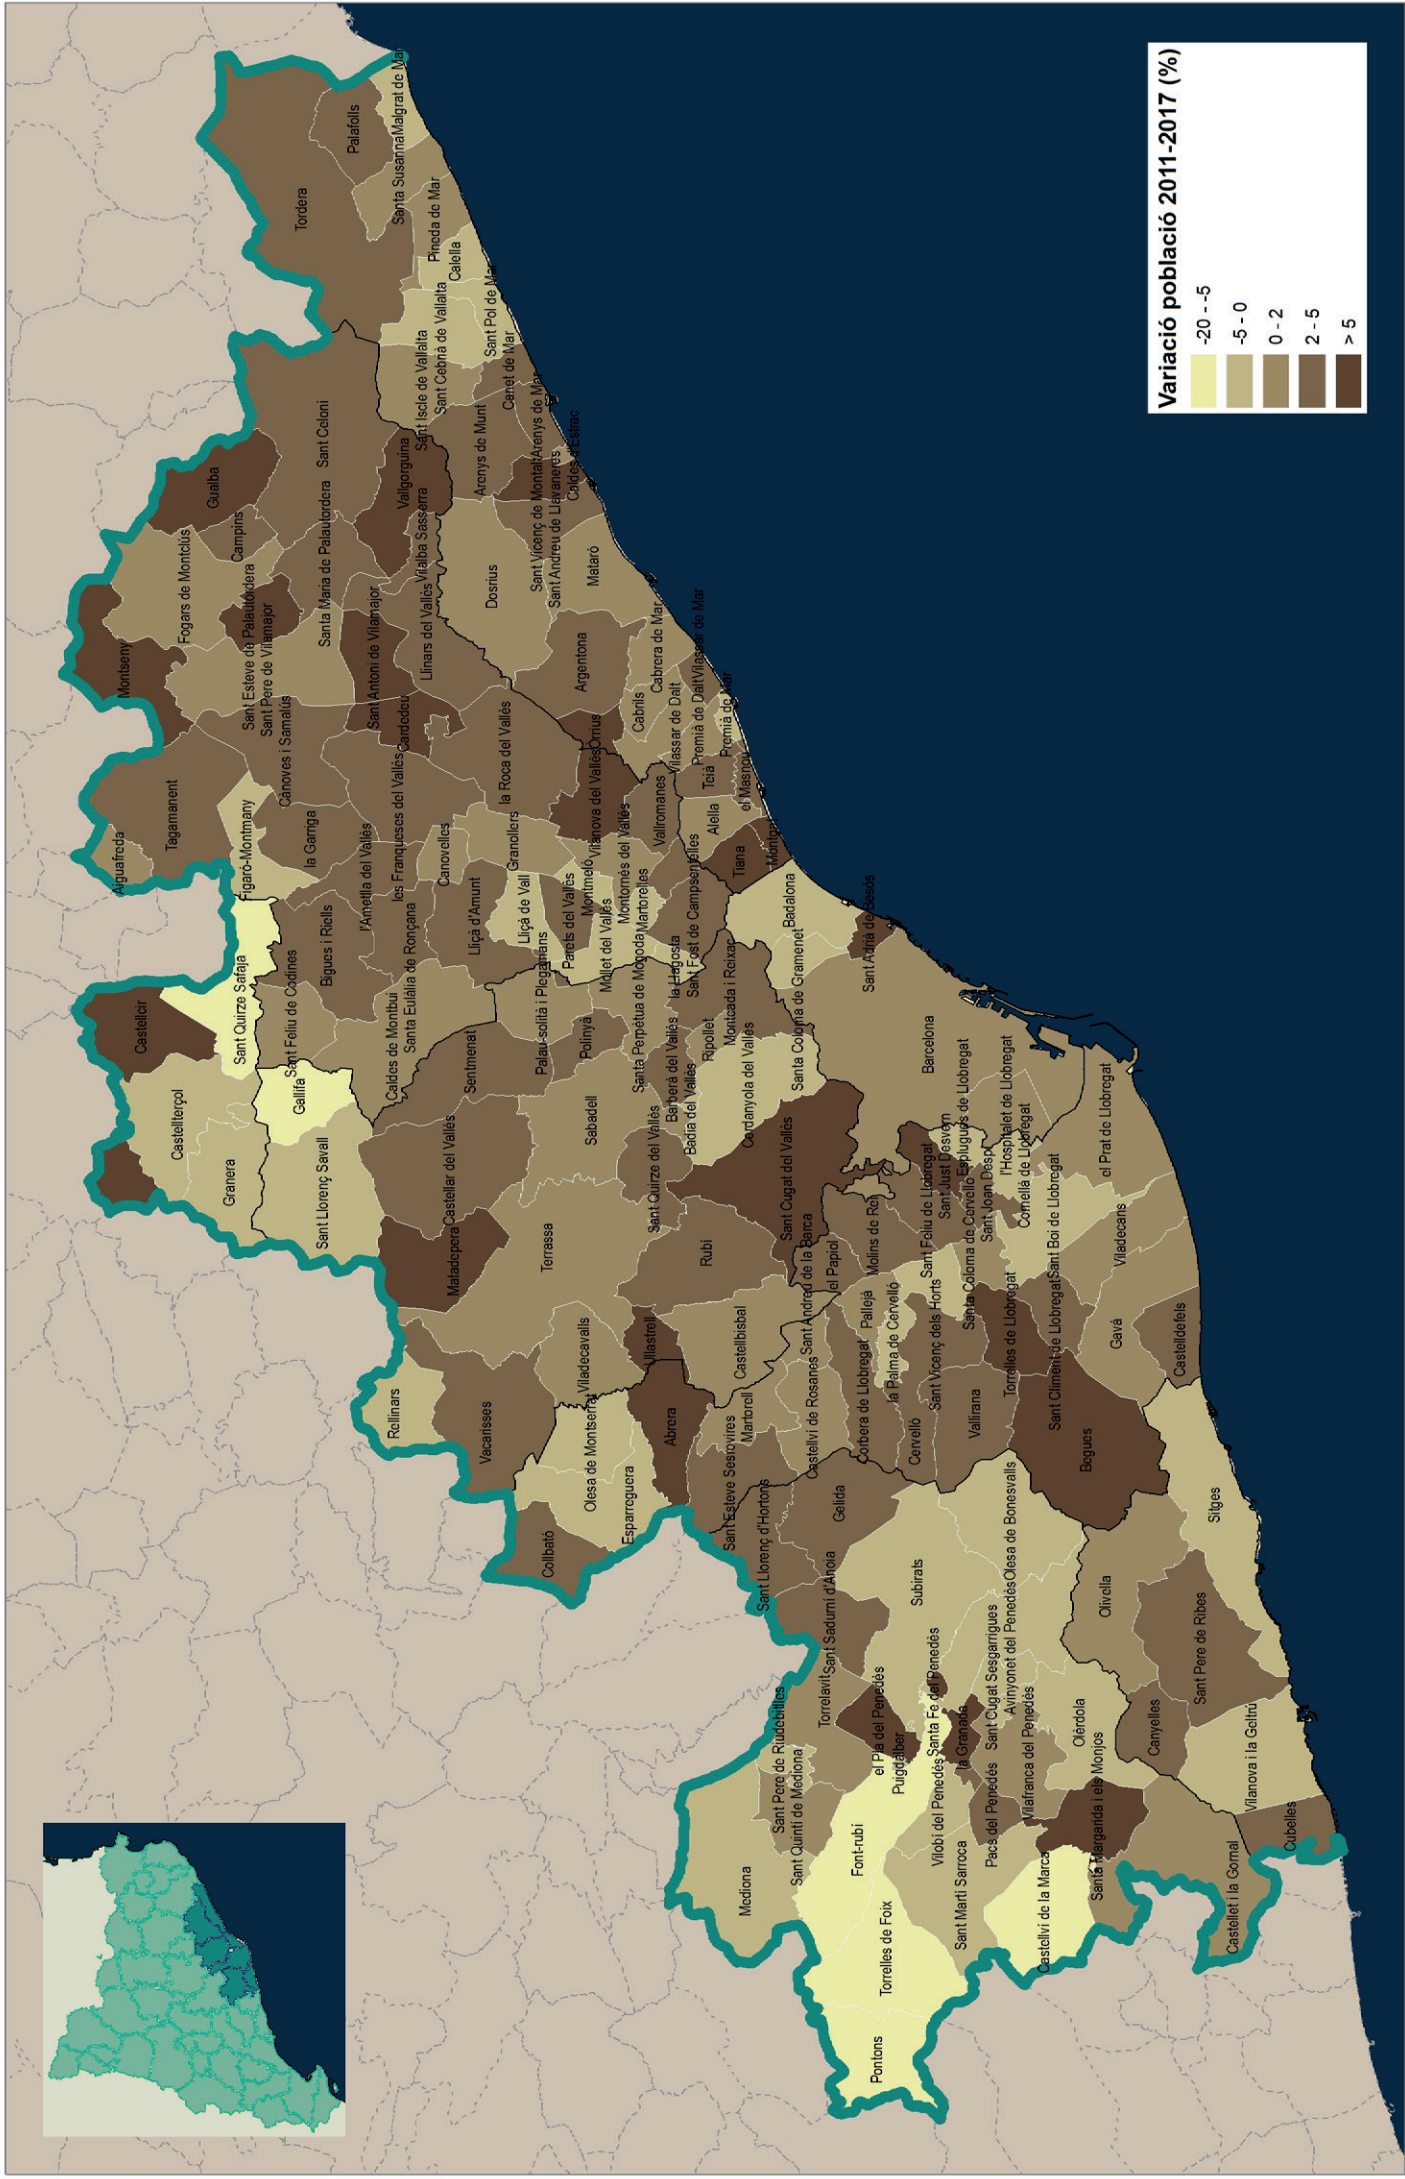 Aiguafreda
Tagamanent
Montseny
Fogars de Montclús
Gualba
Campins
Sant Esteve de Palautordera
Sant Pere de Vilamajor
Cànoves i Samalús
Figaró-Montmany
la Garriga
Castellcir
Sant Quirze Safaja
Castellterçol
Granera
Gallifa
Sant Feliu de Codines
Bigues i Riells
l'Ametlla del Vallès
Santa Maria de Palautordera
Sant Celoni
Tordera
Palafolls
Santa Susanna
Malgrat de Mar
Pineda de Mar
Calella
Sant Pol de Mar
Sant Cebrià de Vallalta
Sant Iscle de Vallalta
Canet de Mar
Arenys de Munt
Arenys de Mar
Sant Vicenç de Montalt
Caldes d'Estrac
Sant Andreu de Llavaneres
Vallgorguina
Vilalba Sasserra
Sant Antoni de Vilamajor
Llinars del Vallès
Cardedeu
les Franqueses del Vallès
Canovelles
Granollers
la Roca del Vallès
Dosrius
Mataró
Argentona
Òrrius
Cabrera de Mar
Cabrils
Vilassar de Mar
Vilassar de Dalt
Premià de Dalt
Premià de Mar
Teià
el Masnou
Alella
Tiana
Montgat
Vallromanes
Vilanova del Vallès
Montornès del Vallès
Montmeló
Martorelles
Parets del Vallès
Lliçà de Vall
Lliçà d'Amunt
Santa Eulàlia de Ronçana
Caldes de Montbui
Sant Llorenç Savall
Sentmenat
Palau-solità i Plegamans
Polinyà
Mollet del Vallès
Santa Perpètua de Mogoda
la Llagosta
Sant Fost de Campsentelles
Montcada i Reixac
Ripollet
Barberà del Vallès
Badia del Vallès
Cerdanyola del Vallès
Santa Coloma de Gramenet
Badalona
Sant Adrià de Besòs
Barcelona
Sabadell
Castellar del Vallès
Matadepera
Terrassa
Sant Quirze del Vallès
Rubí
Sant Cugat del Vallès
Molins de Rei
el Papiol
Sant Feliu de Llobregat
Sant Just Desvern
Esplugues de Llobregat
l'Hospitalet de Llobregat
Cornellà de Llobregat
Sant Joan Despí
Santa Coloma de Cervelló
Sant Boi de Llobregat
el Prat de Llobregat
Viladecans
Gavà
Castelldefels
Sant Climent de Llobregat
Torrelles de Llobregat
Begues
Vallirana
Cervelló
Sant Vicenç dels Horts
la Palma de Cervelló
Pallejà
Corbera de Llobregat
Sant Andreu de la Barca
Castellví de Rosanes
Castellbisbal
Martorell
Sant Esteve Sesrovires
Abrera
Ullastrell
Viladecavalls
Vacarisses
Rellinars
Olesa de Montserrat
Esparreguera
Collbató
Sant Llorenç d'Hortons
Gelida
Sant Sadurní d'Anoia
Subirats
Torrelavit
el Pla del Penedès
Puigdàlber
Sant Pere de Riudebitlles
Sant Quintí de Mediona
Mediona
Font-rubí
Torrelles de Foix
Pontons
Vilobí del Penedès
Santa Fe del Penedès
la Granada
Sant Cugat Sesgarrigues
Avinyonet del Penedès
Olesa de Bonesvalls
Vilafranca del Penedès
Pacs del Penedès
Sant Martí Sarroca
Castellví de la Marca
Santa Margarida i els Monjos
Olèrdola
Castellet i la Gornal
Cubelles
Vilanova i la Geltrú
Canyelles
Sant Pere de Ribes
Olivella
Sitges
Variació població 2011-2017 (%)
-20 - -5
-5 - 0
0 - 2
2 - 5
> 5